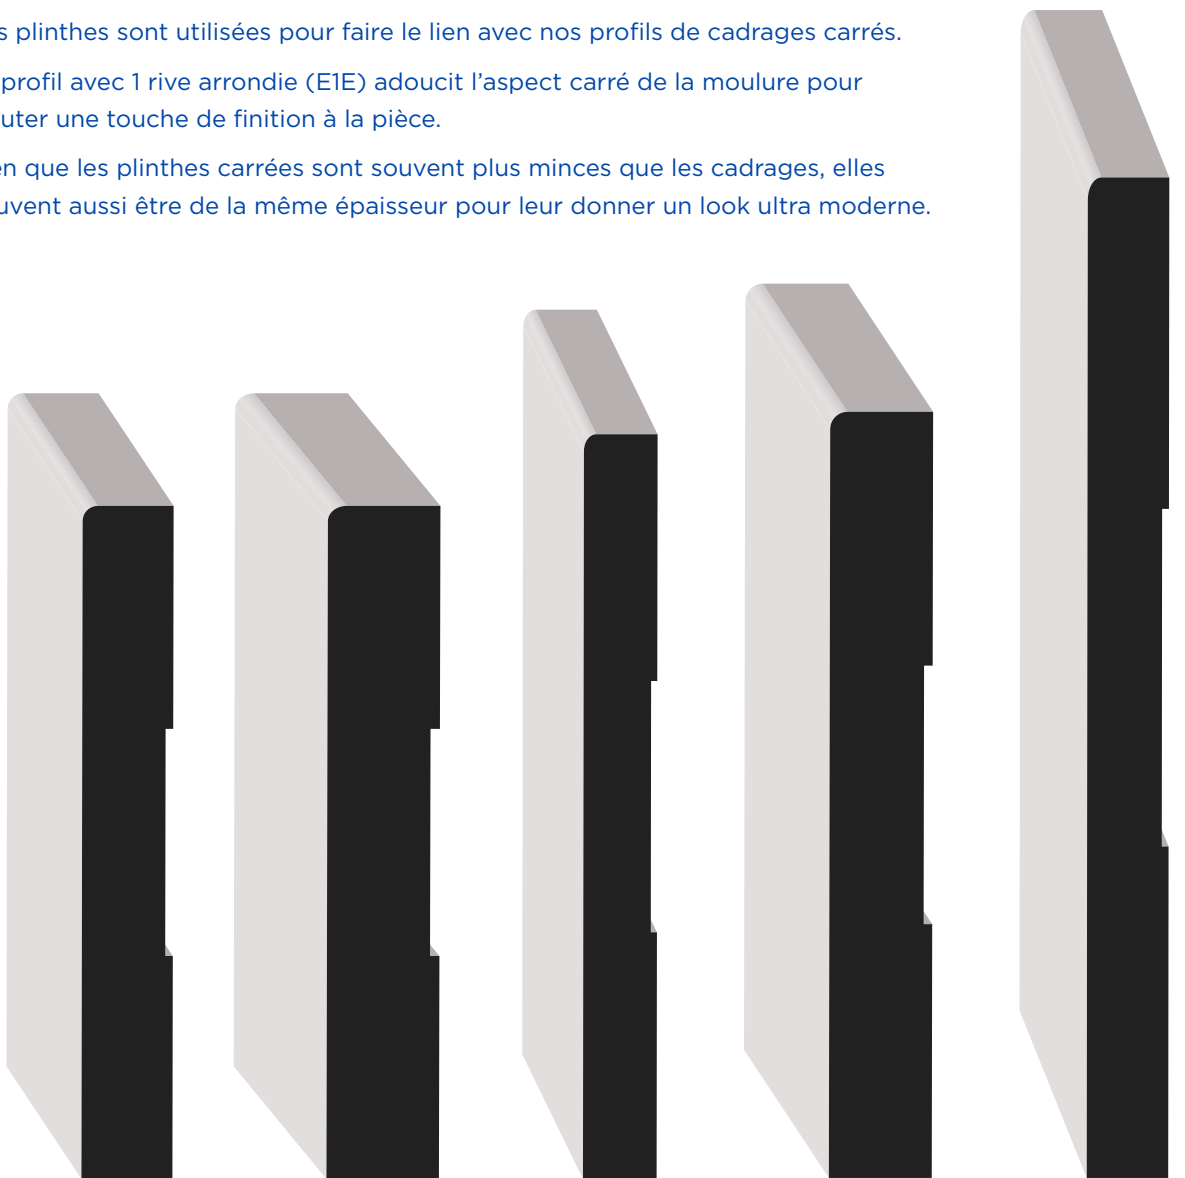 s plinthes sont utilisées pour faire le lien avec nos profils de cadrages carrés.
profil avec 1 rive arrondie (E1E) adoucit l’aspect carré de la moulure pour
uter une touche de finition à la pièce.
en que les plinthes carrées sont souvent plus minces que les cadrages, elles
uvent aussi être de la même épaisseur pour leur donner un look ultra moderne.